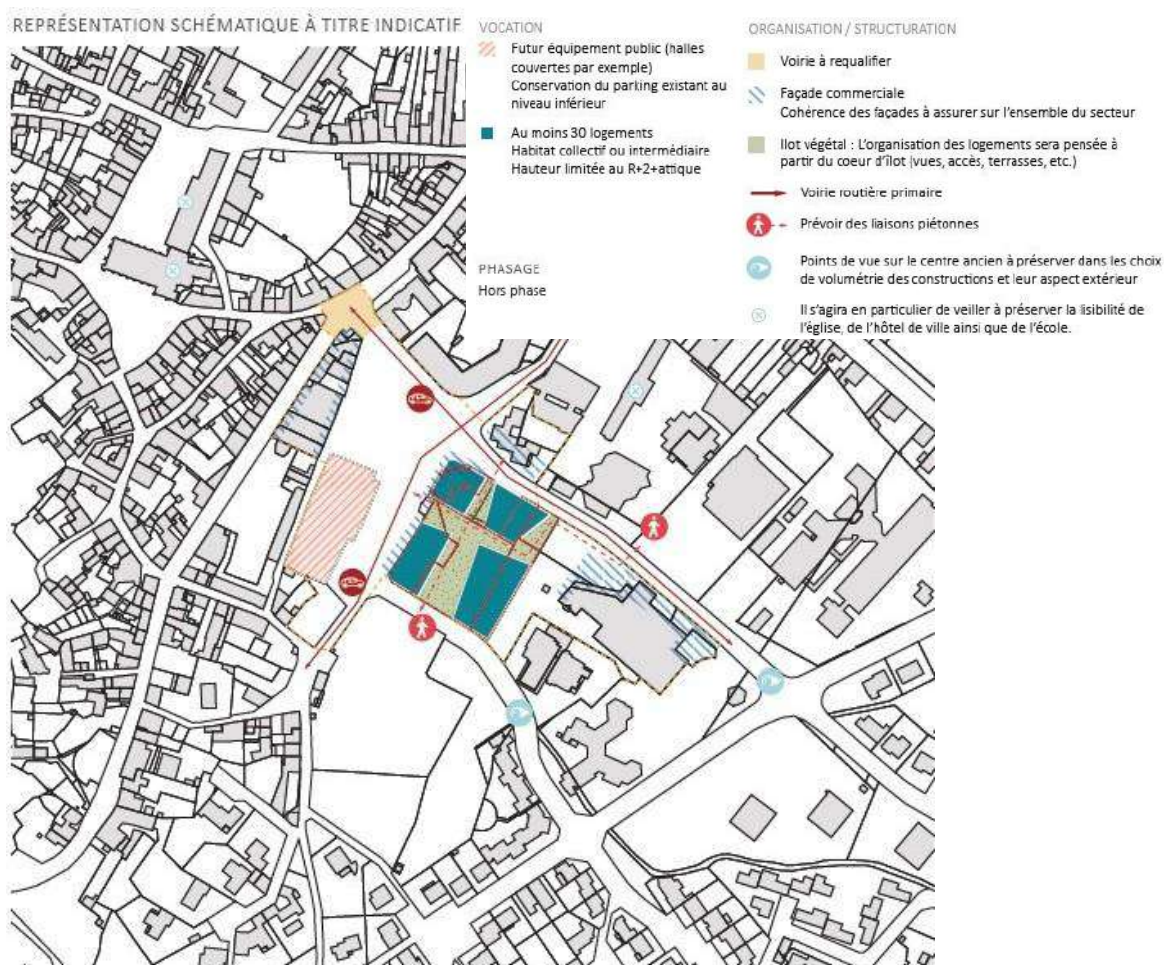 REPRÉSENTATION SCHÉMATIQUE À TITRE INDICATIF
VOCATION
Futur équipement public (halles
couvertes par exemple)
Conservation du parking existant au
niveau inférieur
Au moins 30 logements
Habitat collectif ou intermédiaire
Hauteur limitée au R+2+attique
PHASAGE
Hors phase
ORGANISATION / STRUCTURATION
Voirie à requalifier
Façade commerciale
Cohérence des façades à assurer sur l'ensemble du secteur
Ilot végétal : L'organisation des logements sera pensée à
partir du coeur d'îlot (vues, accès, terrasses, etc.)
Voirie routière primaire
Prévoir des liaisons piétonnes
Points de vue sur le centre ancien à préserver dans les choix
de volumétrie des constructions et leur aspect extérieur
Il s'agira en particulier de veiller à préserver la lisibilité de
l'église, de l'hôtel de ville ainsi que de l'école.